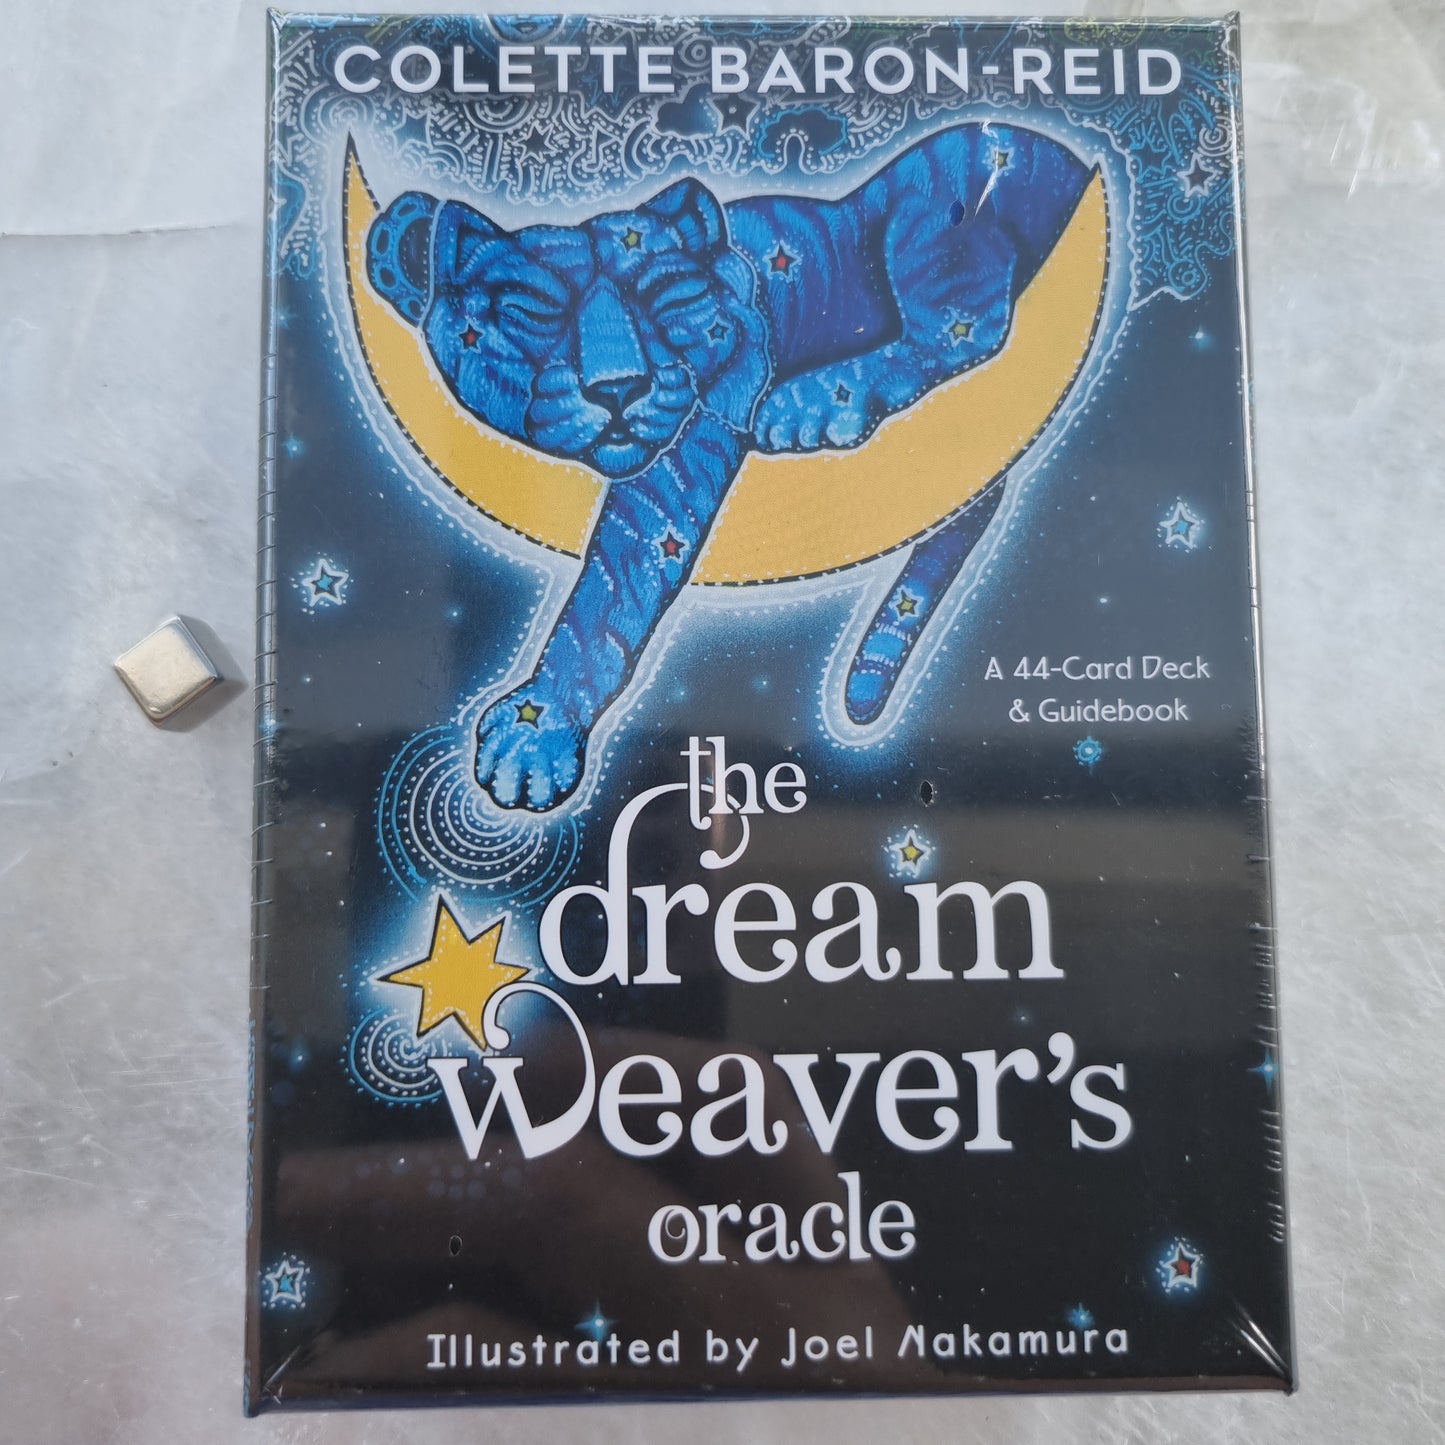 COLETTE BARON-REID
A 44-Card Deck
& Guidebook
the
dream
weaver's
oracle
Illustrated by Joel Nakamura